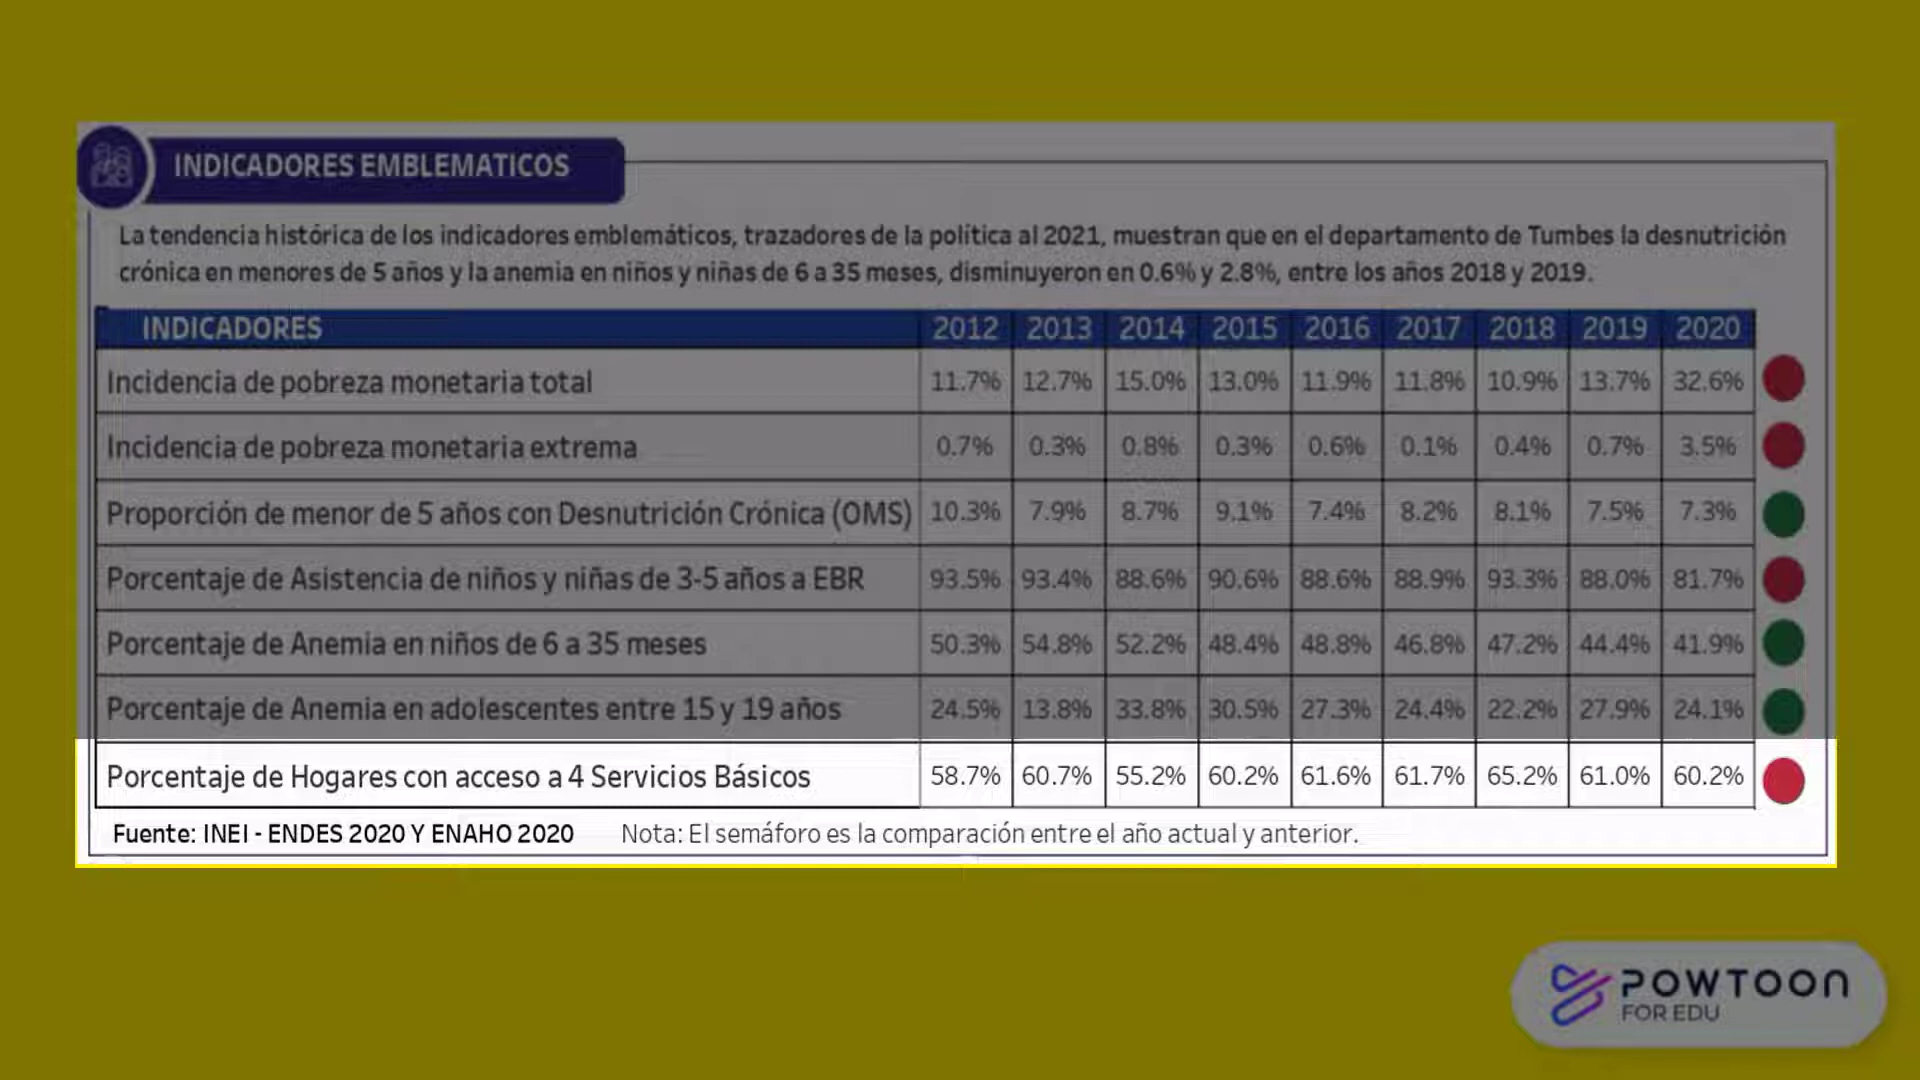 INDICADORES EMBLEMATICOS
La tendencia histórica de los indicadores emblemáticos, trazadores de la política al 2021, muestran que en el departamento de Tumbes la desnutrición
crónica en menores de 5 años y la anemia en niños y niñas de 6 a 35 meses, disminuyeron en 0.6% y 2.8%, entre los años 2018 y 2019.
INDICADORES 2012 2013 2014 2015 2016 2017 2018 2019 2020
Incidencia de pobreza monetaria total 11.7% 12.7% 15.0% 13.0% 11.9% 11.8% 10.9% 13.7% 32.6%
Incidencia de pobreza monetaria extrema 0.7% 0.3% 0.8% 0.3% 0.6% 0.1% 0.4% 0.7% 3.5%
Proporción de menor de 5 años con Desnutrición Crónica (OMS) 10.3% 7.9% 8.7% 9.1% 7.4% 8.2% 8.1% 7.5% 7.3%
Porcentaje de Asistencia de niños y niñas de 3-5 años a EBR 93.5% 93.4% 88.6% 90.6% 88.6% 88.9% 93.3% 88.0% 81.7%
Porcentaje de Anemia en niños de 6 a 35 meses 50.3% 54.8% 52.2% 48.4% 48.8% 46.8% 47.2% 44.4% 41.9%
Porcentaje de Anemia en adolescentes entre 15 y 19 años 24.5% 13.8% 33.8% 30.5% 27.3% 24.4% 22.2% 27.9% 24.1%
Porcentaje de Hogares con acceso a 4 Servicios Básicos 58.7% 60.7% 55.2% 60.2% 61.6% 61.7% 65.2% 61.0% 60.2%
Fuente: INEI - ENDES 2020 Y ENAHO 2020 Nota: El semáforo es la comparación entre el año actual y anterior.
POWTOON
FOR EDU